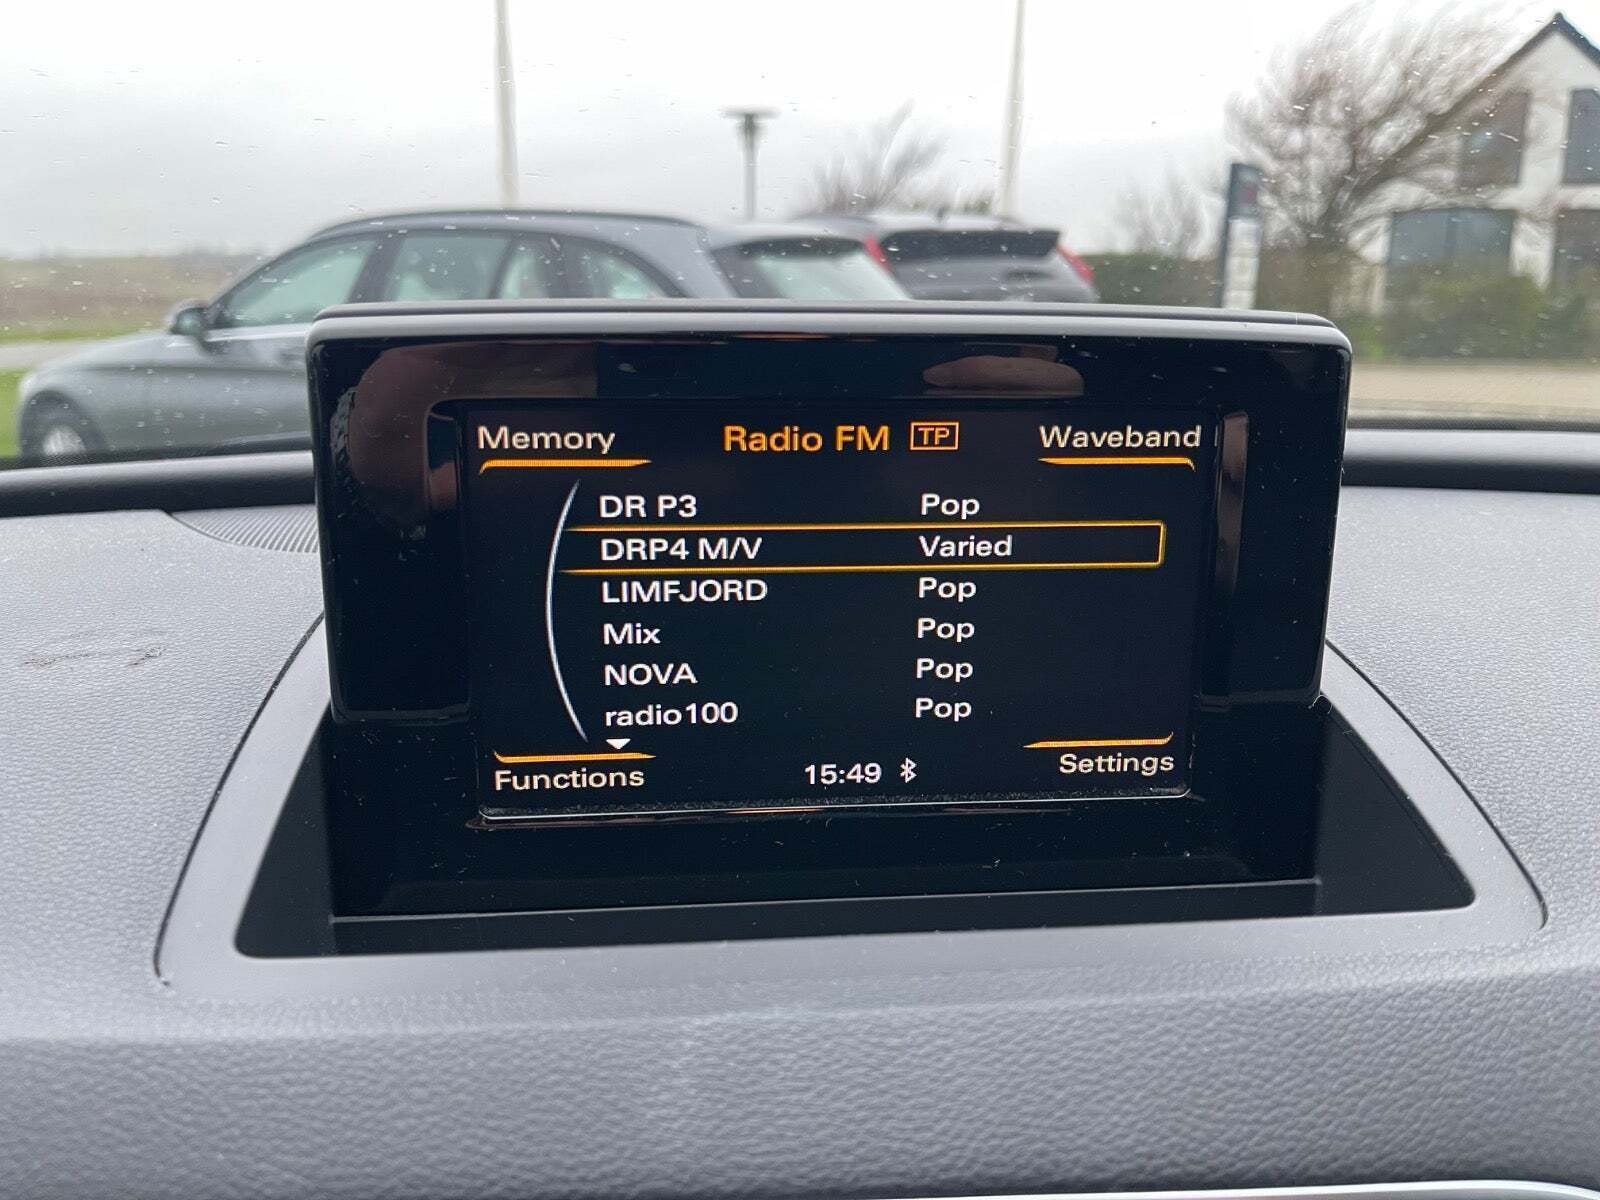 Memory Radio FM TP Waveband
DR P3 Pop
DRP4 M/V Varied
LIMFJORD Pop
Mix Pop
NOVA Pop
radio100 Pop
Functions 15:49 Settings